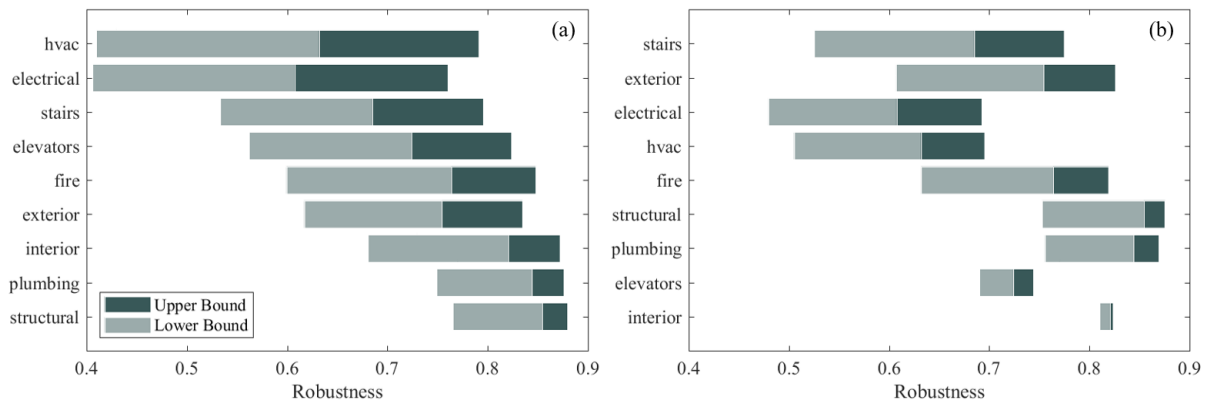 (a)
hvac
electrical
stairs
elevators
fire
exterior
interior
plumbing
structural
Upper Bound
Lower Bound
0.4 0.5 0.6 0.7 0.8 0.9
Robustness
(b)
stairs
exterior
electrical
hvac
fire
structural
plumbing
elevators
interior
0.4 0.5 0.6 0.7 0.8 0.9
Robustness